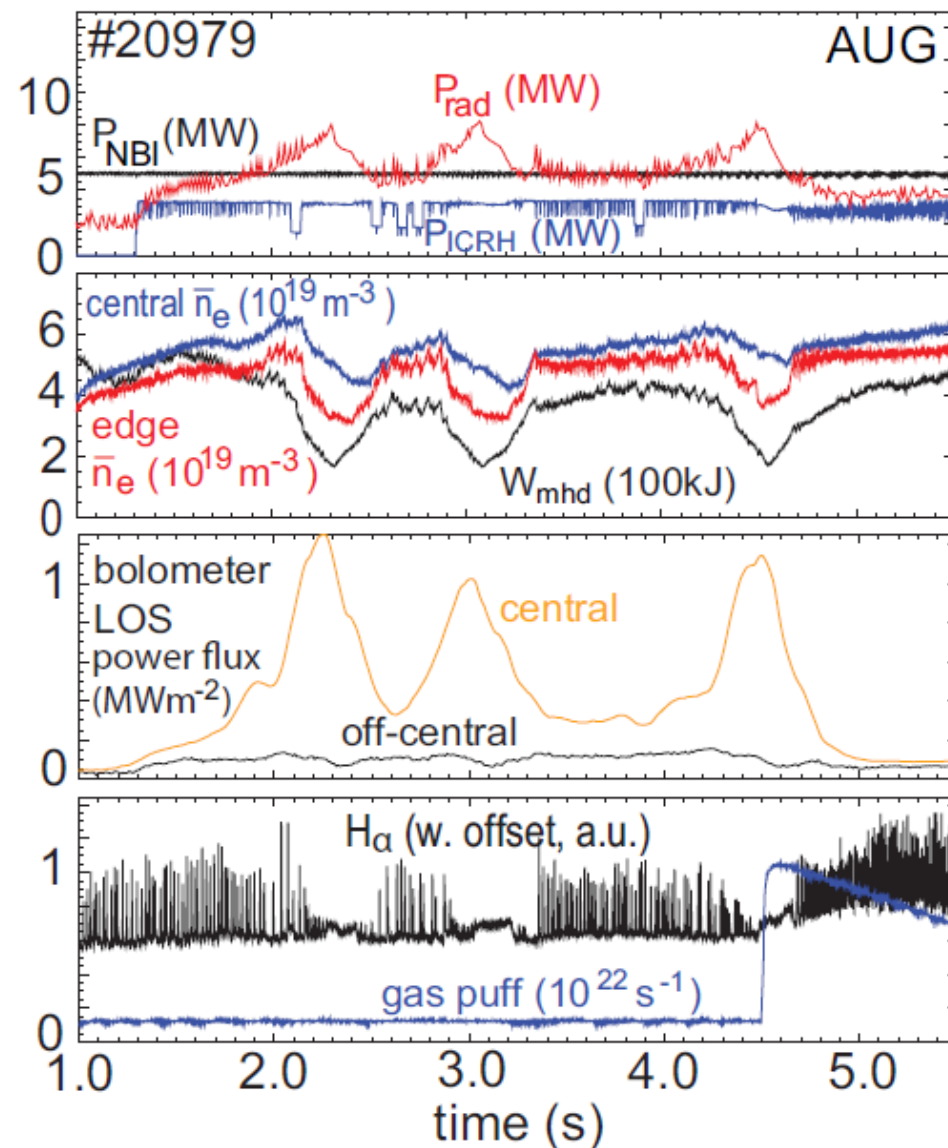 #20979 AUG
P_rad (MW)
P_NBI (MW)
P_ICRH (MW)
10
5
0
central n̄_e (10^19 m^-3)
edge
n̄_e (10^19 m^-3)
W_mhd (100kJ)
6
4
2
0
bolometer
LOS
power flux
(MWm^-2)
central
off-central
1
0
H_α (w. offset, a.u.)
gas puff (10^22 s^-1)
1
0
1.0 2.0 3.0 4.0 5.0
time (s)